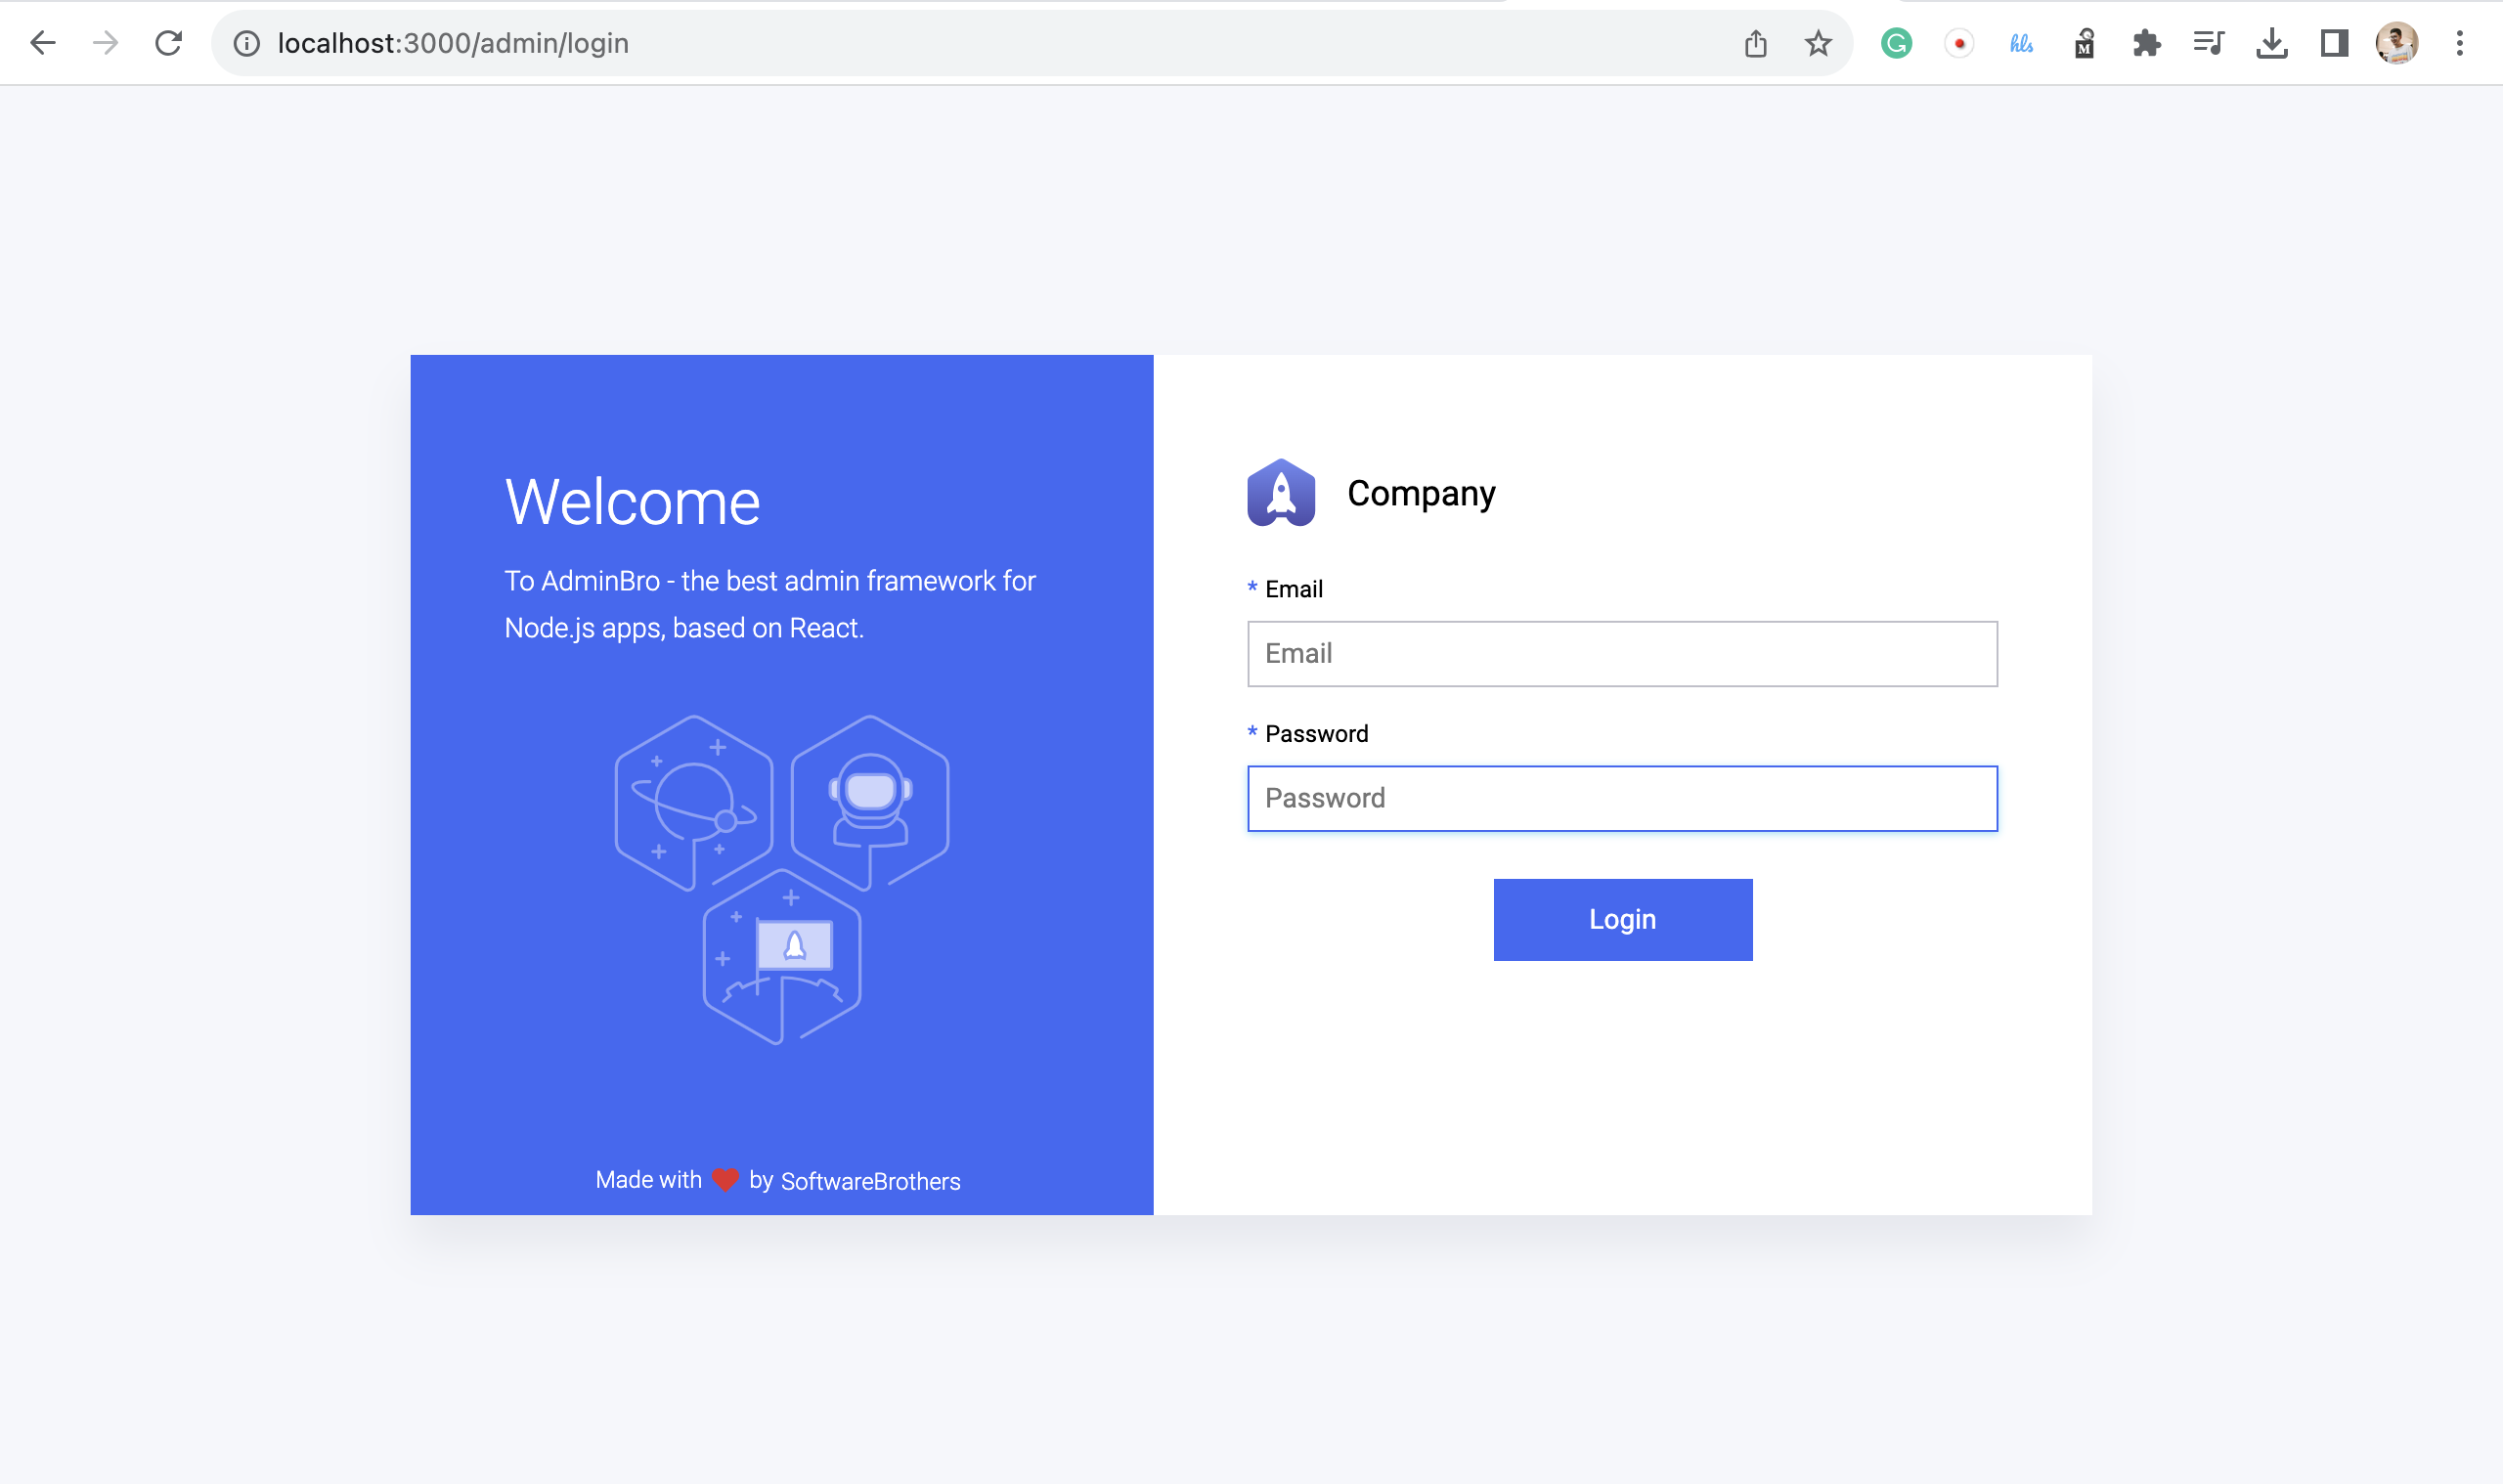 localhost:3000/admin/login
G
hls
M
Welcome
To AdminBro - the best admin framework for
Node.js apps, based on React.
Made with by SoftwareBrothers
Company
* Email
Email
* Password
Password
Login